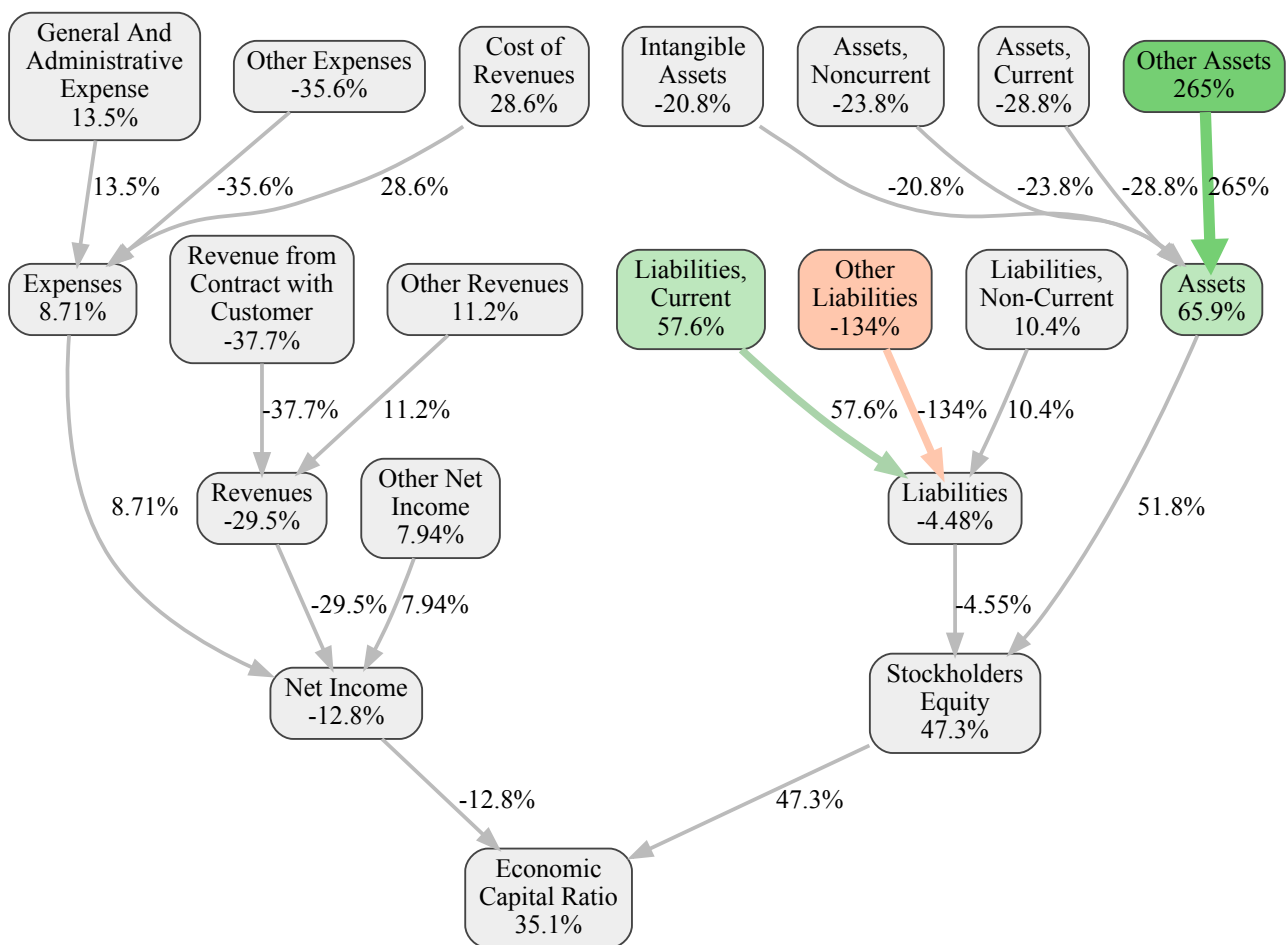 General And
Administrative
Expense
13.5%
Other Expenses
-35.6%
Cost of
Revenues
28.6%
Intangible
Assets
-20.8%
Assets,
Noncurrent
-23.8%
Assets,
Current
-28.8%
Other Assets
265%
13.5%
-35.6%
28.6%
-20.8%
-23.8%
-28.8%
265%
Expenses
8.71%
Revenue from
Contract with
Customer
-37.7%
Other Revenues
11.2%
Liabilities,
Current
57.6%
Other
Liabilities
-134%
Liabilities,
Non-Current
10.4%
Assets
65.9%
-37.7%
11.2%
57.6%
-134%
10.4%
8.71%
Revenues
-29.5%
Other Net
Income
7.94%
Liabilities
-4.48%
51.8%
-29.5%
7.94%
-4.55%
Net Income
-12.8%
Stockholders
Equity
47.3%
-12.8%
47.3%
Economic
Capital Ratio
35.1%